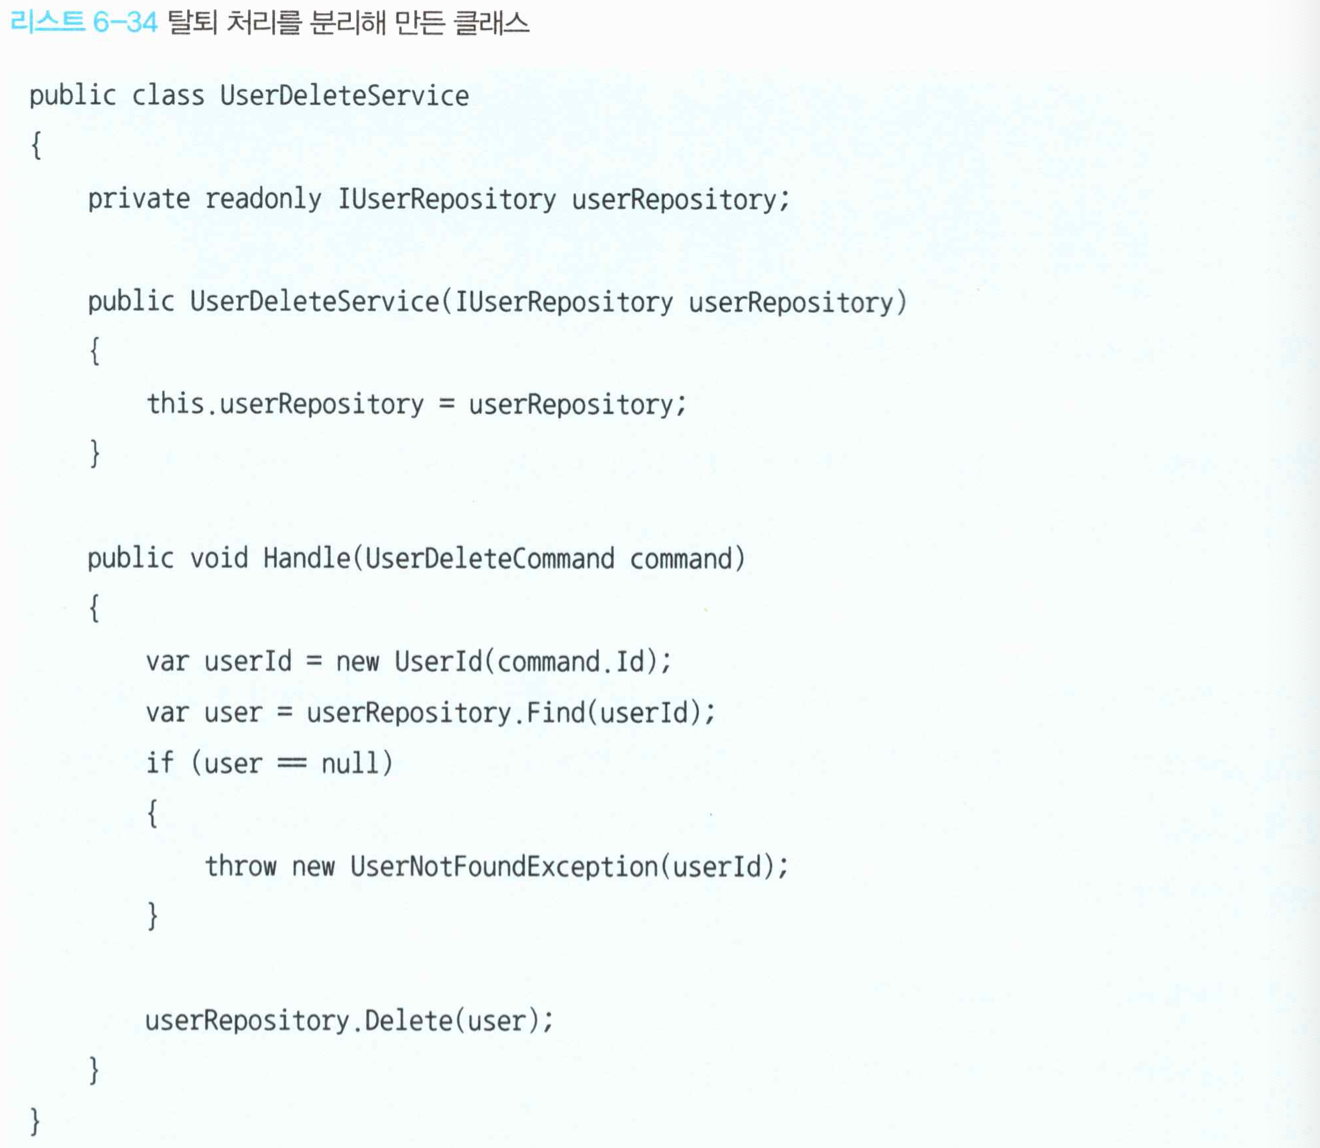 리스트 6-34 탈퇴 처리를 분리해 만든 클래스
public class UserDeleteService
{
    private readonly IUserRepository userRepository;

    public UserDeleteService(IUserRepository userRepository)
    {
        this.userRepository = userRepository;
    }

    public void Handle(UserDeleteCommand command)
    {
        var userId = new UserId(command.Id);
        var user = userRepository.Find(userId);
        if (user == null)
        {
            throw new UserNotFoundException(userId);
        }

        userRepository.Delete(user);
    }
}